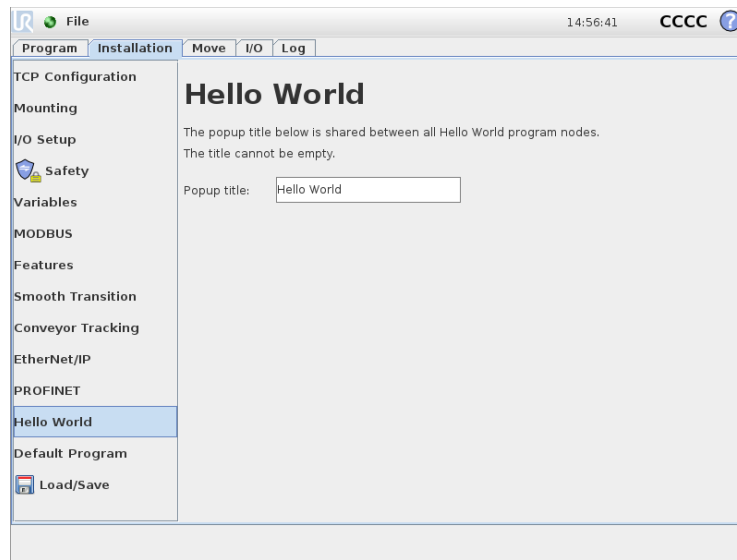 UR File 14:56:41 CCCC ?
Program Installation Move I/O Log
TCP Configuration
Mounting
I/O Setup
Safety
Variables
MODBUS
Features
Smooth Transition
Conveyor Tracking
EtherNet/IP
PROFINET
Hello World
Default Program
Load/Save
Hello World
The popup title below is shared between all Hello World program nodes.
The title cannot be empty.
Popup title: Hello World